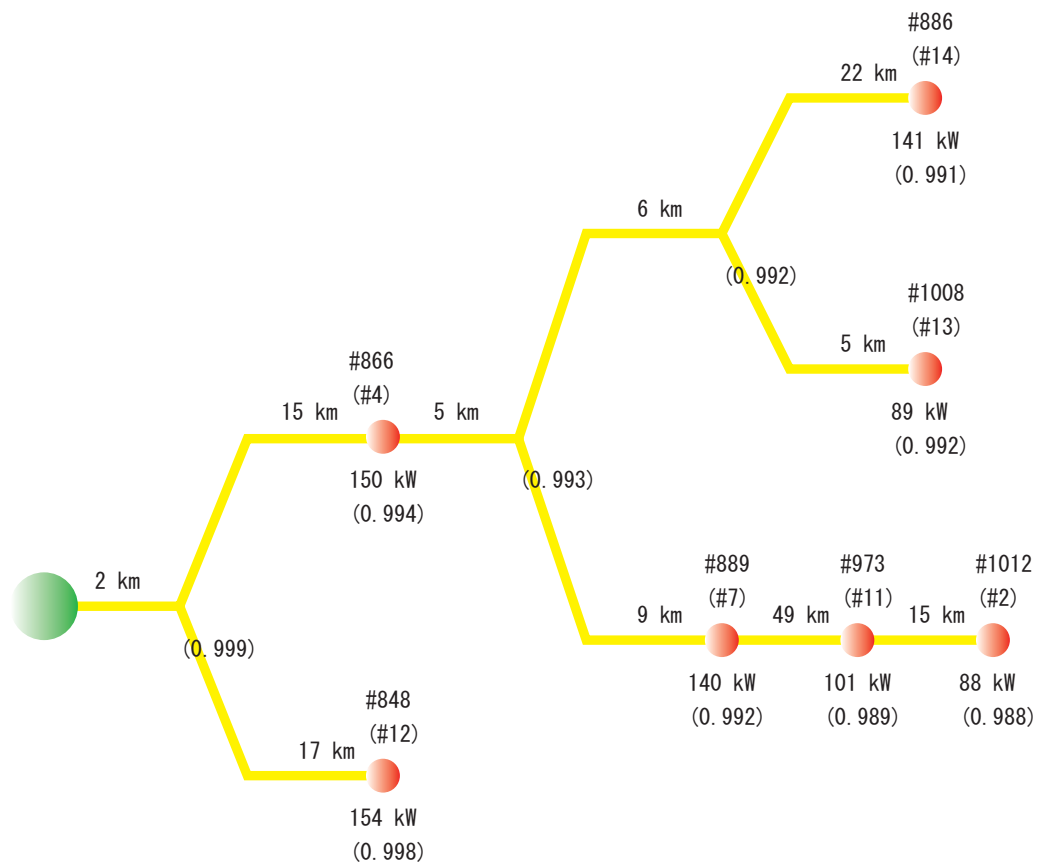 #886
(#14)
22 km
141 kW
(0.991)
6 km
(0.992)
#1008
(#13)
5 km
89 kW
(0.992)
#866
(#4)
15 km
5 km
150 kW
(0.994)
(0.993)
2 km
(0.999)
#889
(#7)
9 km
140 kW
(0.992)
#973
(#11)
49 km
101 kW
(0.989)
#1012
(#2)
15 km
88 kW
(0.988)
#848
(#12)
17 km
154 kW
(0.998)